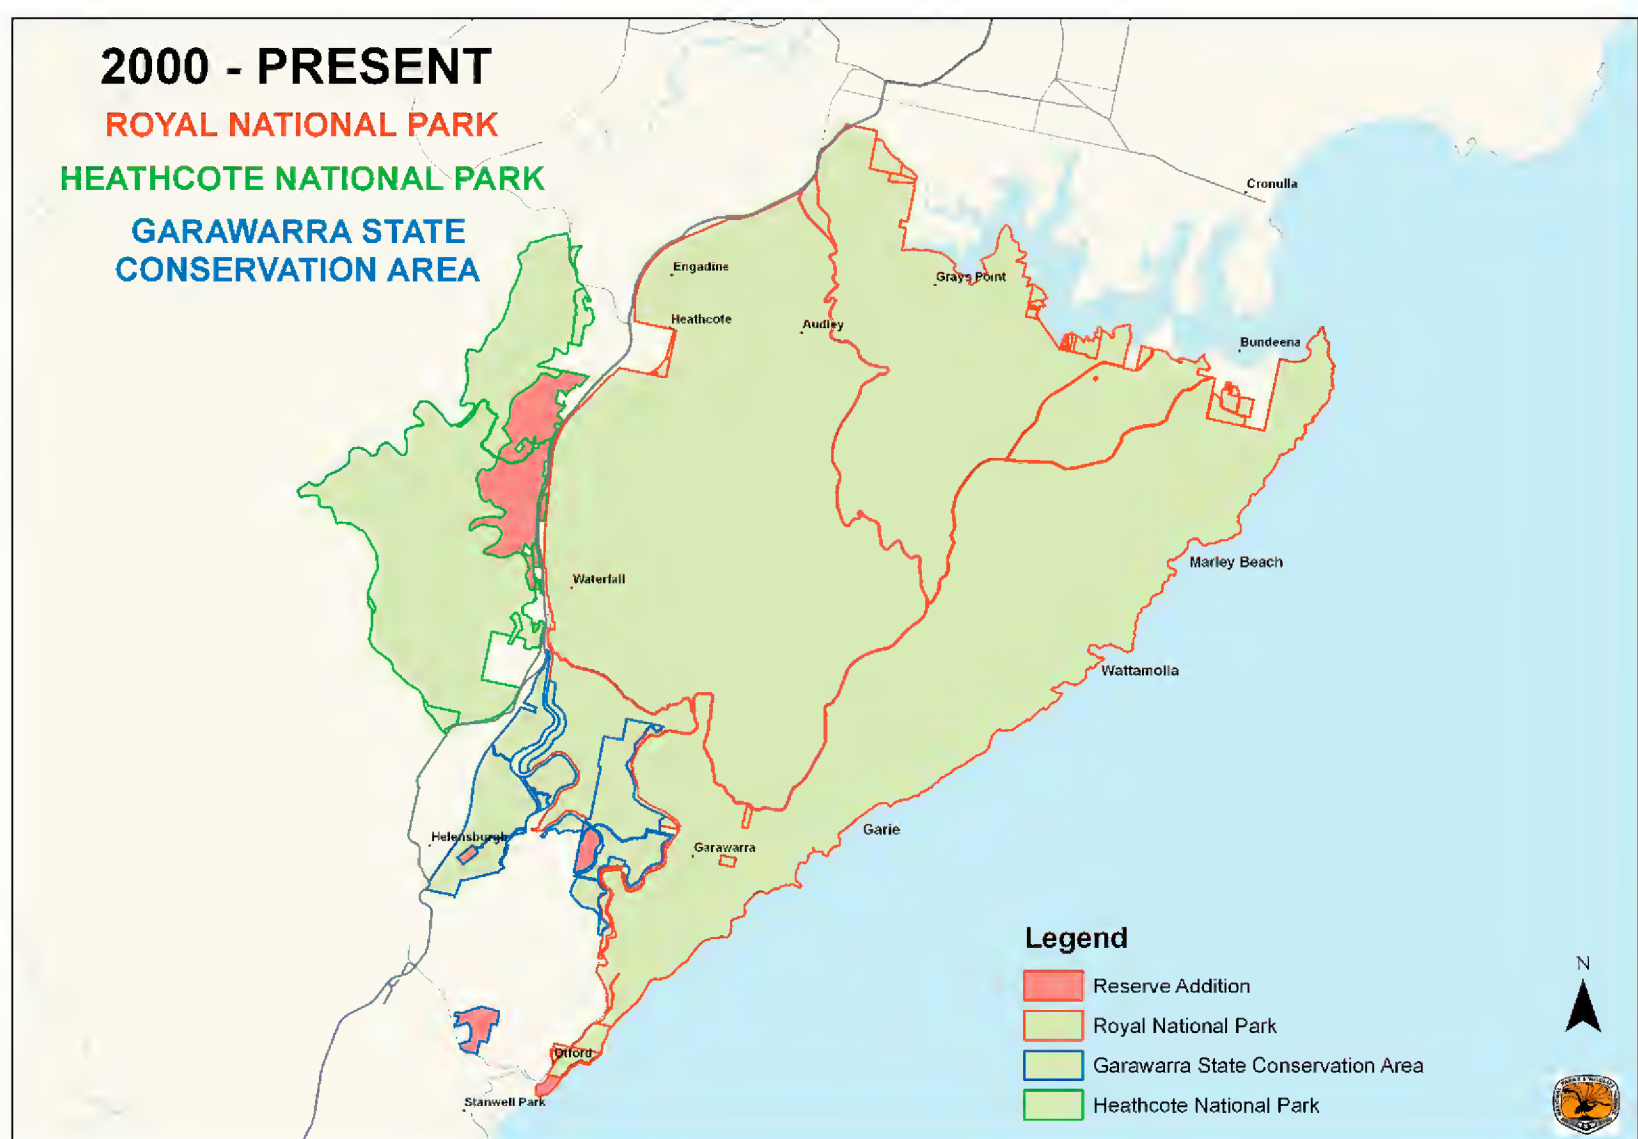 2000 - PRESENT
ROYAL NATIONAL PARK
HEATHCOTE NATIONAL PARK
GARAWARRA STATE
CONSERVATION AREA
Cronulla
Engadine
Grays Point
Heathcote
Audley
Bundeena
Marley Beach
Waterfall
Wattamolla
Garie
Helensburgh
Garawarra
Otford
Stanwell Park
Legend
Reserve Addition
Royal National Park
Garawarra State Conservation Area
Heathcote National Park
N